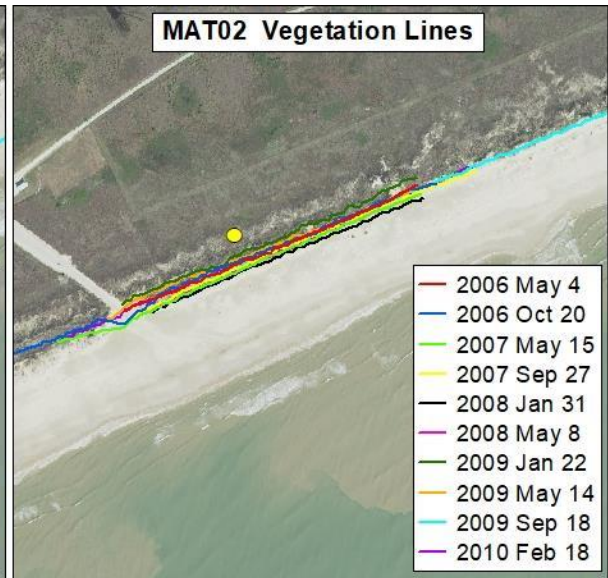 MAT02 Vegetation Lines
2006 May 4
2006 Oct 20
2007 May 15
2007 Sep 27
2008 Jan 31
2008 May 8
2009 Jan 22
2009 May 14
2009 Sep 18
2010 Feb 18